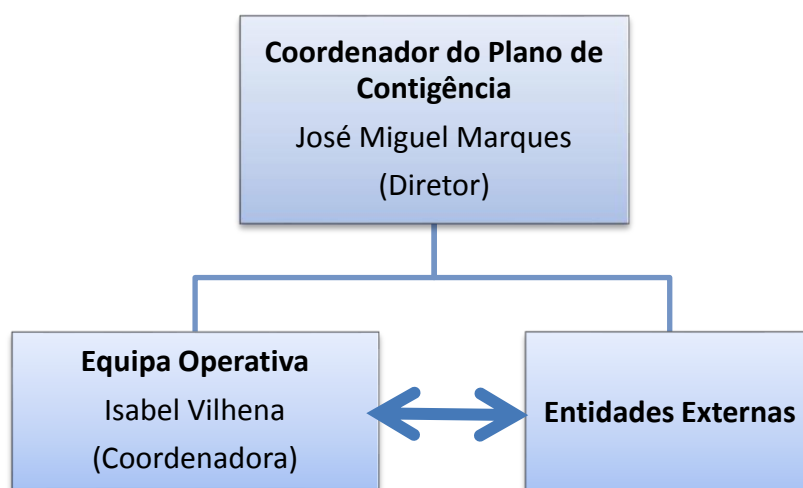 Coordenador do Plano de
Contigência
José Miguel Marques
(Diretor)
Equipa Operativa
Isabel Vilhena
(Coordenadora)
Entidades Externas